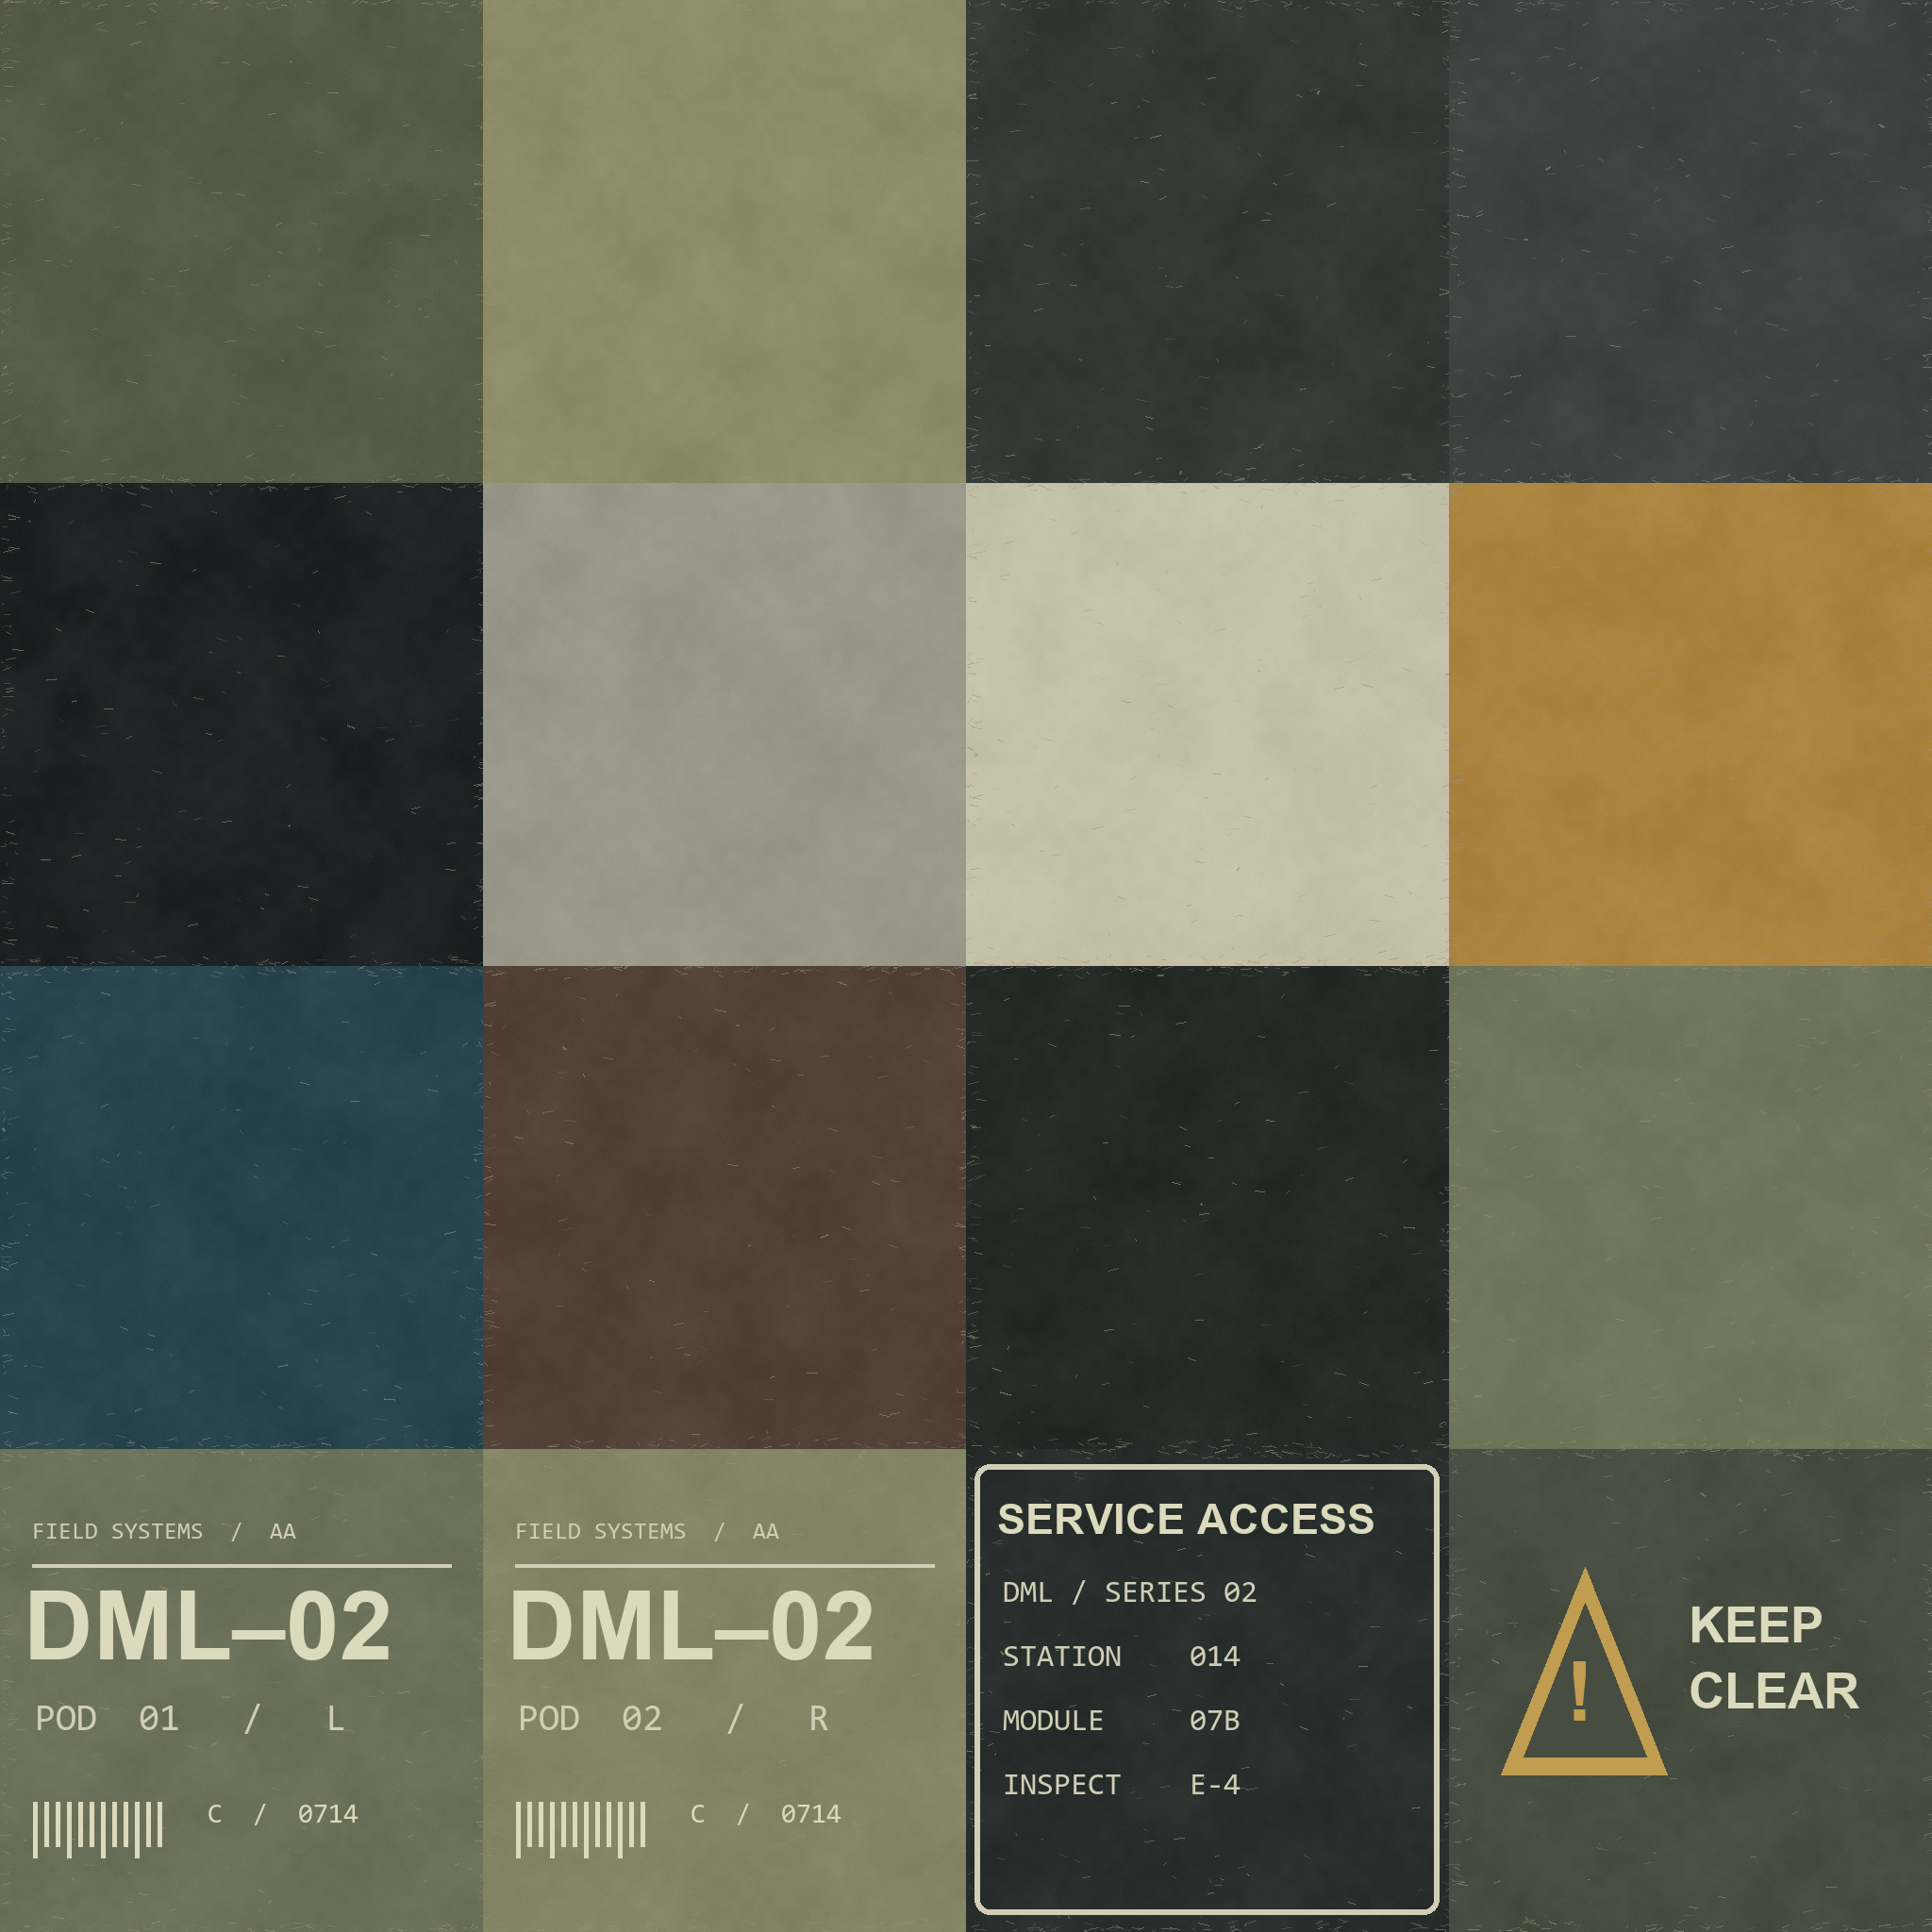 FIELD SYSTEMS / AA
DML–02
POD 01 / L
C / 0714
FIELD SYSTEMS / AA
DML–02
POD 02 / R
C / 0714
SERVICE ACCESS
DML / SERIES 02
STATION 014
MODULE 07B
INSPECT E-4
!
KEEP
CLEAR